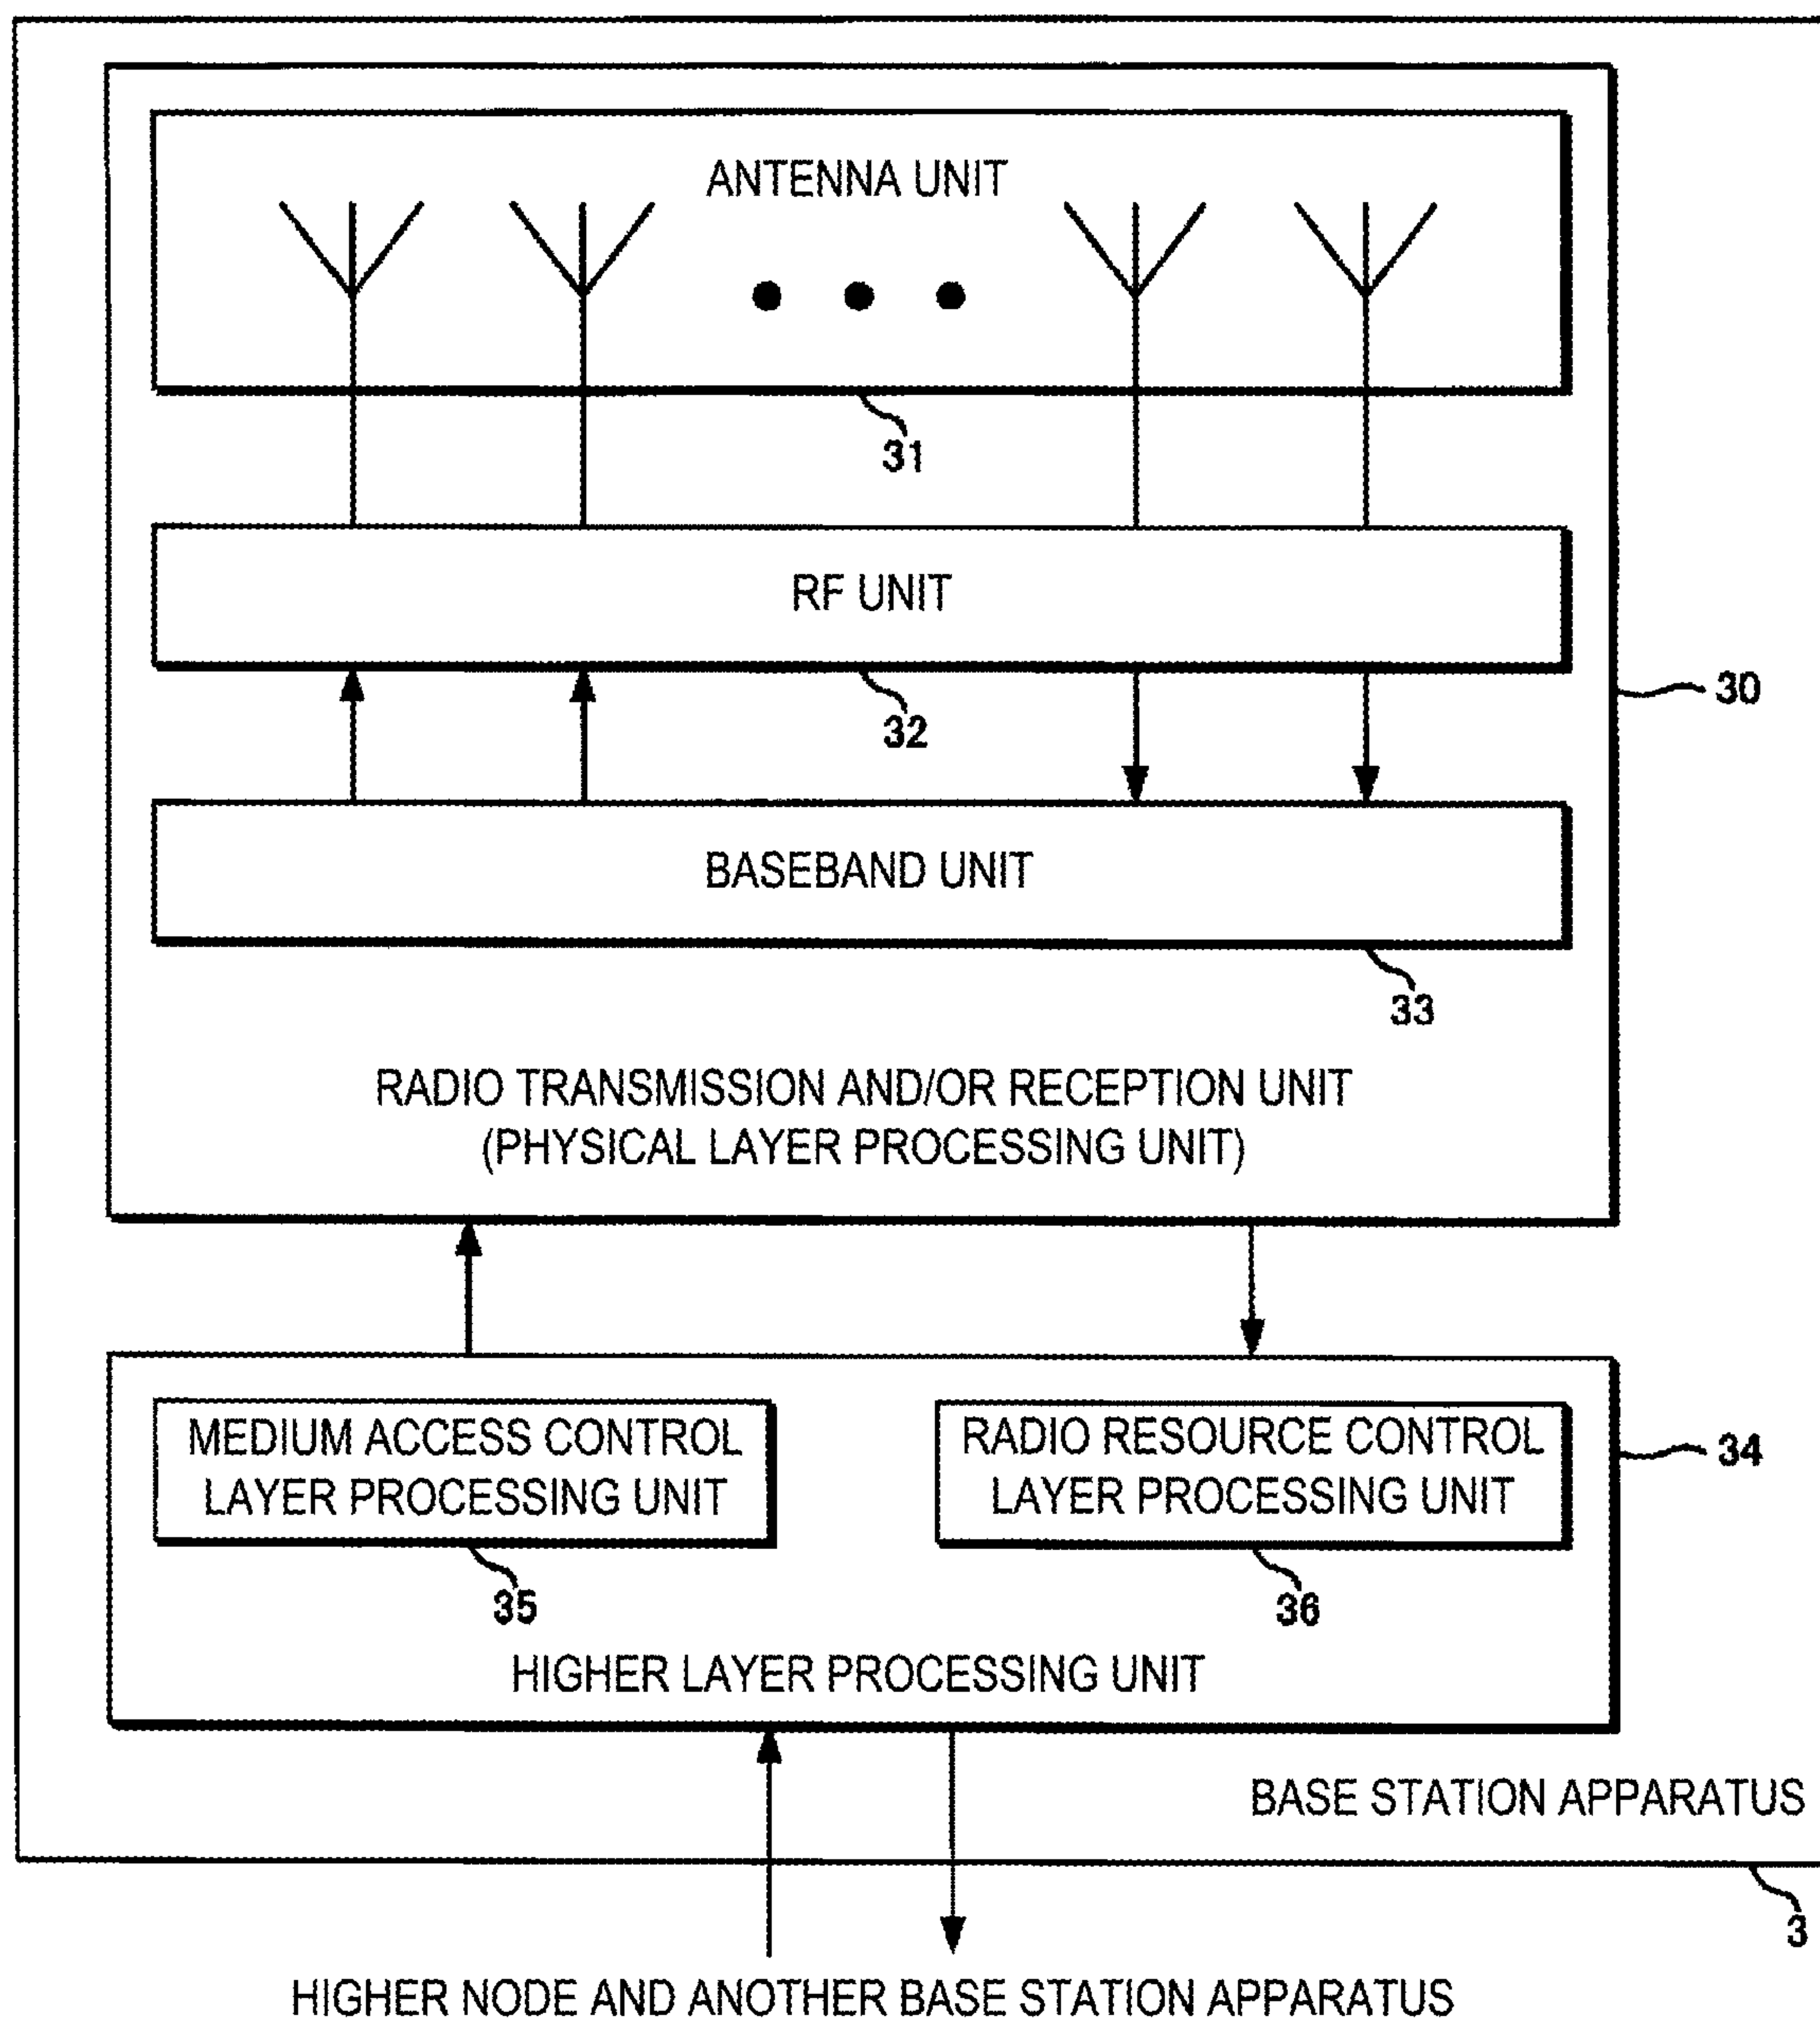 ANTENNA UNIT
31
RF UNIT
32
30
BASEBAND UNIT
33
RADIO TRANSMISSION AND/OR RECEPTION UNIT
(PHYSICAL LAYER PROCESSING UNIT)
MEDIUM ACCESS CONTROL
LAYER PROCESSING UNIT
RADIO RESOURCE CONTROL
LAYER PROCESSING UNIT
34
35
36
HIGHER LAYER PROCESSING UNIT
BASE STATION APPARATUS
3
HIGHER NODE AND ANOTHER BASE STATION APPARATUS